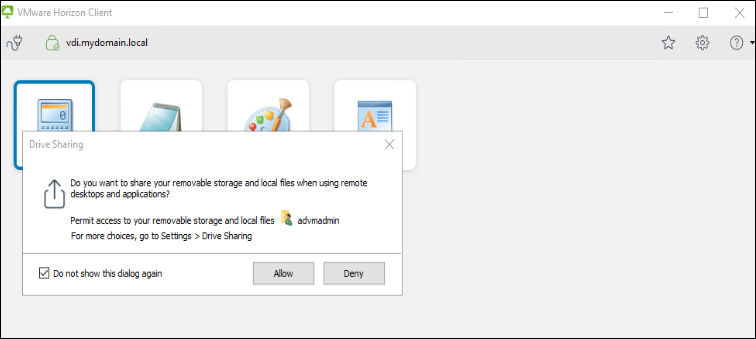 VMware Horizon Client
vdi.mydomain.local
Drive Sharing
Do you want to share your removable storage and local files when using remote
desktops and applications?
Permit access to your removable storage and local files advmadmin
For more choices, go to Settings > Drive Sharing
Do not show this dialog again
Allow
Deny